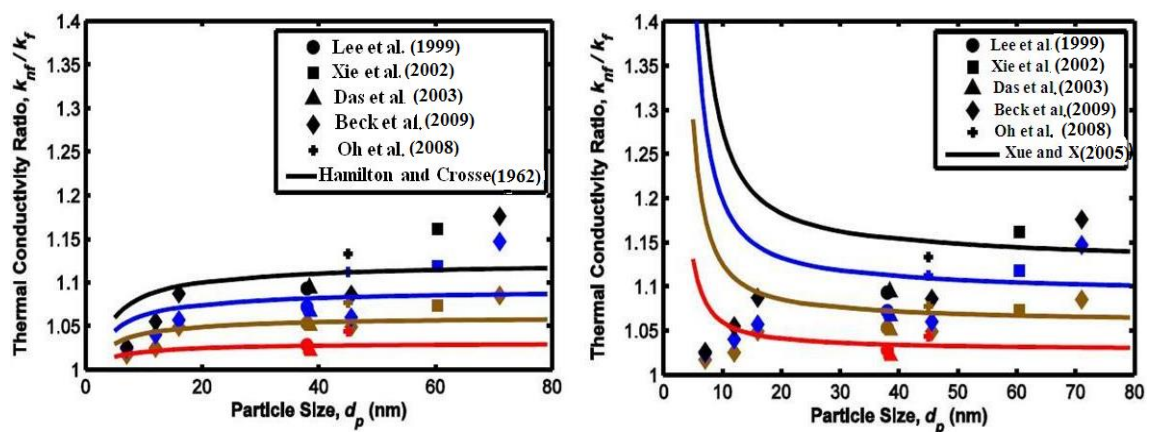 Thermal Conductivity Ratio, knf / kf
1.4
1.35
1.3
1.25
1.2
1.15
1.1
1.05
1
0
20
40
60
80
Particle Size, dp (nm)
Lee et al. (1999)
Xie et al. (2002)
Das et al. (2003)
Beck et al. (2009)
Oh et al. (2008)
Hamilton and Crosse(1962)
Thermal Conductivity Ratio, knf / kf
1.4
1.35
1.3
1.25
1.2
1.15
1.1
1.05
1
0
10
20
30
40
50
60
70
80
Particle Size, dp (nm)
Lee et al. (1999)
Xie et al. (2002)
Das et al. (2003)
Beck et al. (2009)
Oh et al. (2008)
Xue and X(2005)